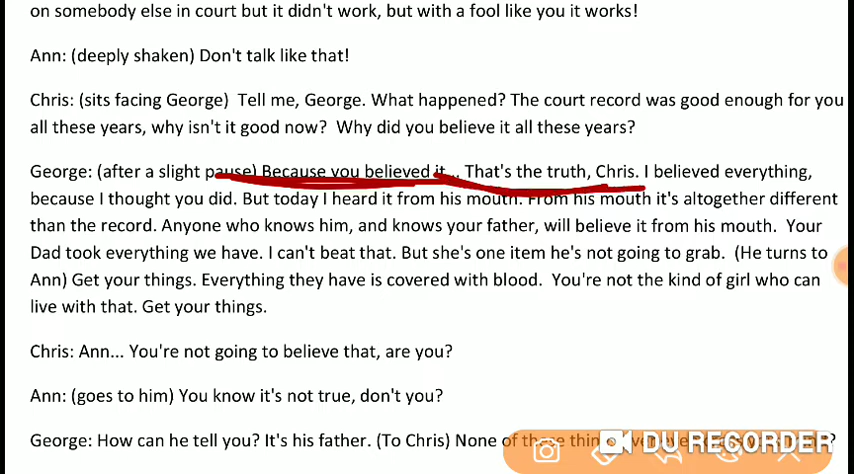 on somebody else in court but it didn't work, but with a fool like you it works!
Ann: (deeply shaken) Don't talk like that!
Chris: (sits facing George)  Tell me, George. What happened? The court record was good enough for you
all these years, why isn't it good now?  Why did you believe it all these years?
George: (after a slight pause) Because you believed it... That's the truth, Chris. I believed everything,
because I thought you did. But today I heard it from his mouth. From his mouth it's altogether different
than the record. Anyone who knows him, and knows your father, will believe it from his mouth.  Your
Dad took everything we have. I can't beat that. But she's one item he's not going to grab.  (He turns to
Ann) Get your things. Everything they have is covered with blood.  You're not the kind of girl who can
live with that. Get your things.
Chris: Ann... You're not going to believe that, are you?
Ann: (goes to him) You know it's not true, don't you?
George: How can he tell you? It's his father. (To Chris) None of these
DU RECORDER